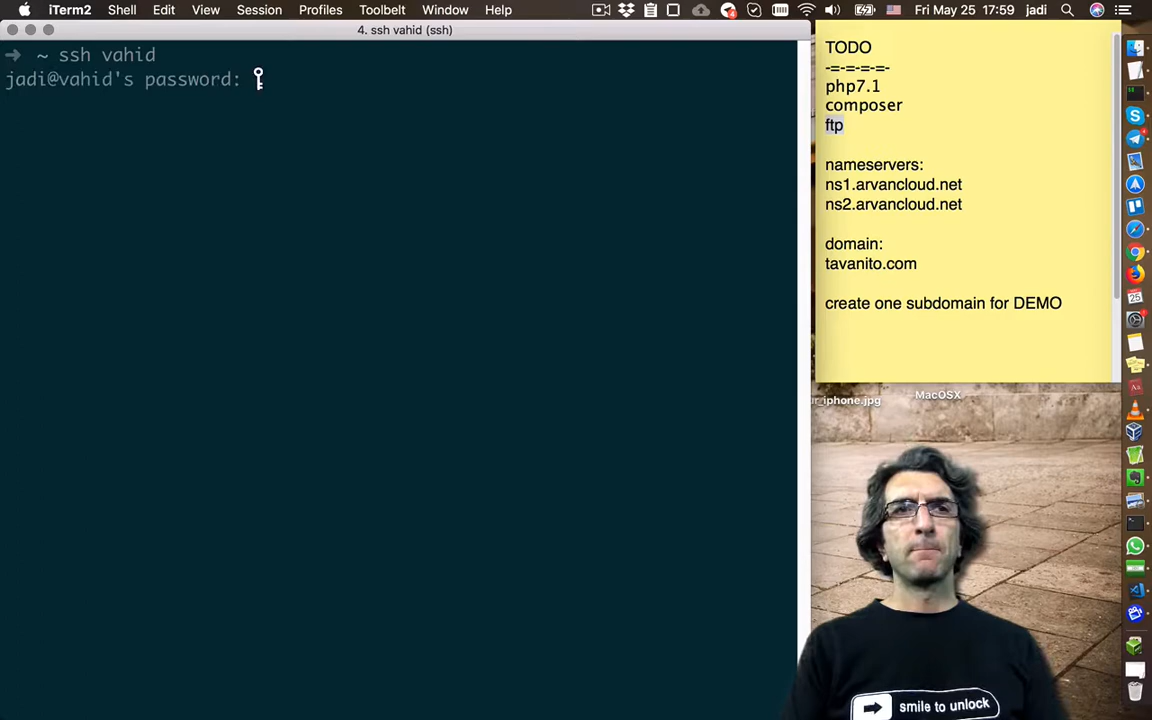 iTerm2 Shell Edit View Session Profiles Toolbelt Window Help
Fri May 25 17:59 jadi
4. ssh vahid (ssh)
➜ ~ ssh vahid
jadi@vahid's password:
TODO
-=-=-=-=-
php7.1
composer
ftp
nameservers:
ns1.arvancloud.net
ns2.arvancloud.net
domain:
tavanito.com
create one subdomain for DEMO
r_iphone.jpg
MacOSX
smile to unlock